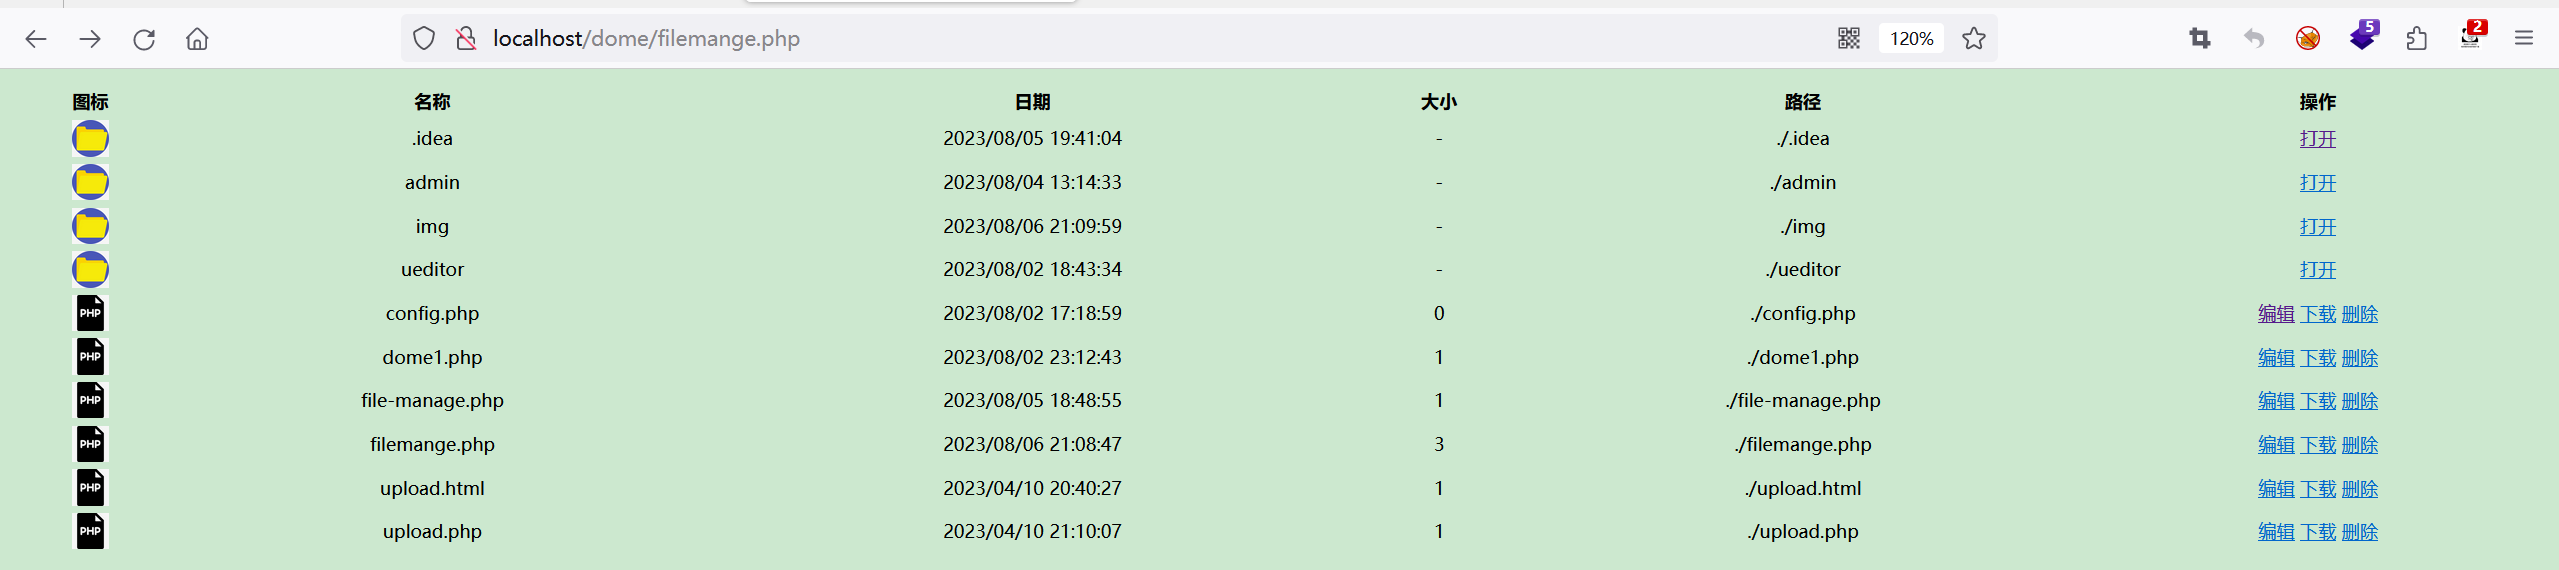 localhost/dome/filemange.php 120% 5 2
图标 名称 日期 大小 路径 操作
.idea 2023/08/05 19:41:04 - ./.idea 打开
admin 2023/08/04 13:14:33 - ./admin 打开
img 2023/08/06 21:09:59 - ./img 打开
ueditor 2023/08/02 18:43:34 - ./ueditor 打开
PHP config.php 2023/08/02 17:18:59 0 ./config.php 编辑 下载 删除
PHP dome1.php 2023/08/02 23:12:43 1 ./dome1.php 编辑 下载 删除
PHP file-manage.php 2023/08/05 18:48:55 1 ./file-manage.php 编辑 下载 删除
PHP filemange.php 2023/08/06 21:08:47 3 ./filemange.php 编辑 下载 删除
PHP upload.html 2023/04/10 20:40:27 1 ./upload.html 编辑 下载 删除
PHP upload.php 2023/04/10 21:10:07 1 ./upload.php 编辑 下载 删除